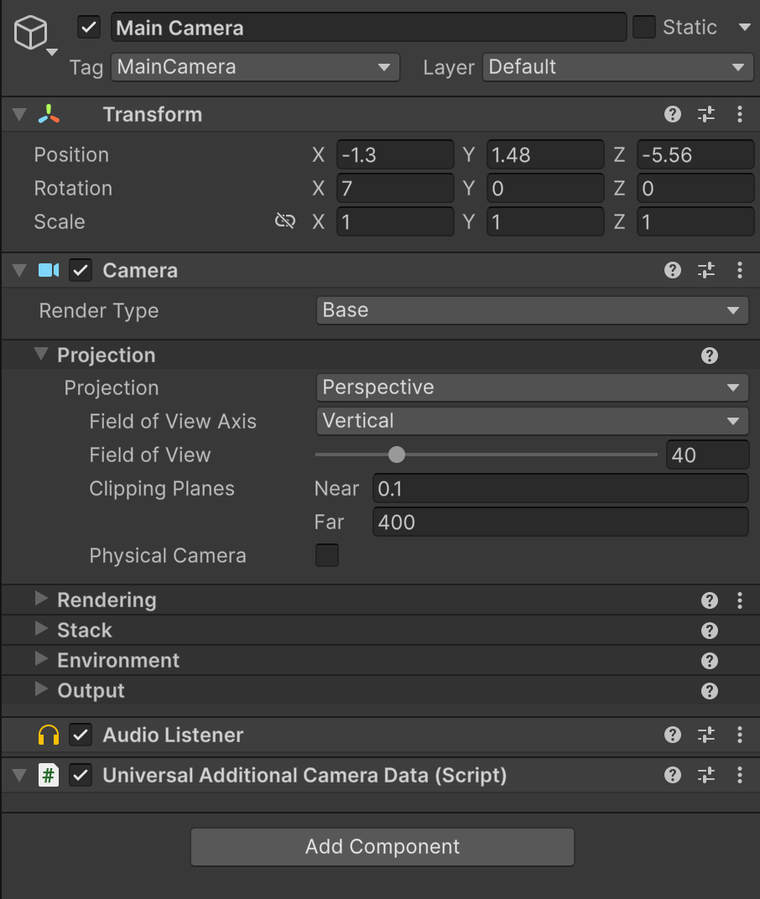 Main Camera Static
Tag MainCamera Layer Default
Transform
Position X -1.3 Y 1.48 Z -5.56
Rotation X 7 Y 0 Z 0
Scale X 1 Y 1 Z 1
Camera
Render Type Base
Projection
Projection Perspective
Field of View Axis Vertical
Field of View 40
Clipping Planes Near 0.1
Far 400
Physical Camera
Rendering
Stack
Environment
Output
Audio Listener
# Universal Additional Camera Data (Script)
Add Component